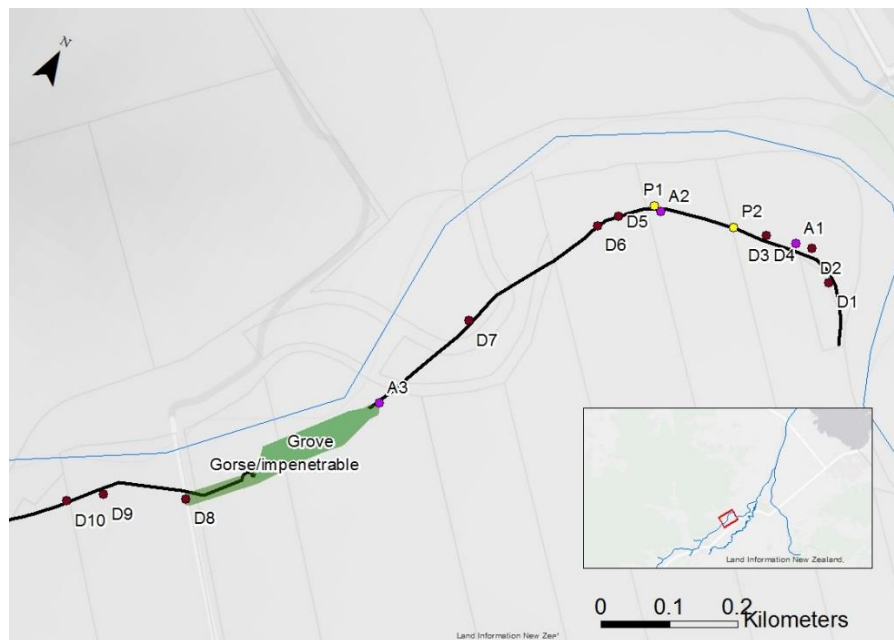 N
P1
A2
P2
D5
A1
D6
D3
D4
D2
D1
D7
A3
Grove
Gorse/impenetrable
D8
D9
D10
Land Information New Zealand,
0 0.1 0.2
Kilometers
Land Information New Zep'